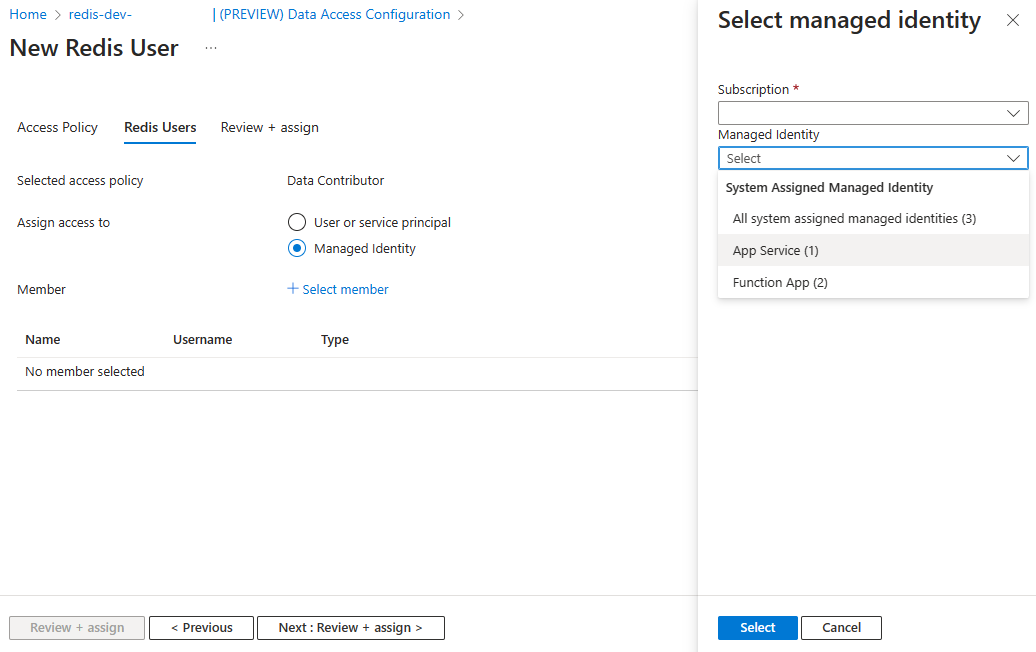 Home > redis-dev- | (PREVIEW) Data Access Configuration >
New Redis User ...
Access Policy Redis Users Review + assign
Selected access policy Data Contributor
Assign access to User or service principal
Managed Identity
Member + Select member
Name Username Type
No member selected
Review + assign < Previous Next : Review + assign >
Select managed identity
Subscription *
Managed Identity
Select
System Assigned Managed Identity
All system assigned managed identities (3)
App Service (1)
Function App (2)
Select Cancel